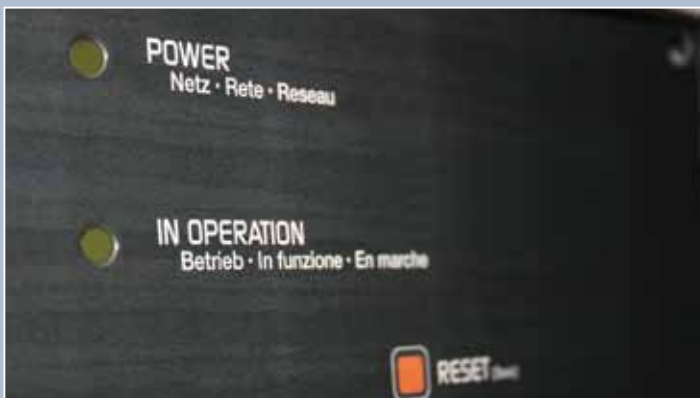 POWER
Netz · Rete · Reseau
IN OPERATION
Betrieb · In funzione · En marche
RESET